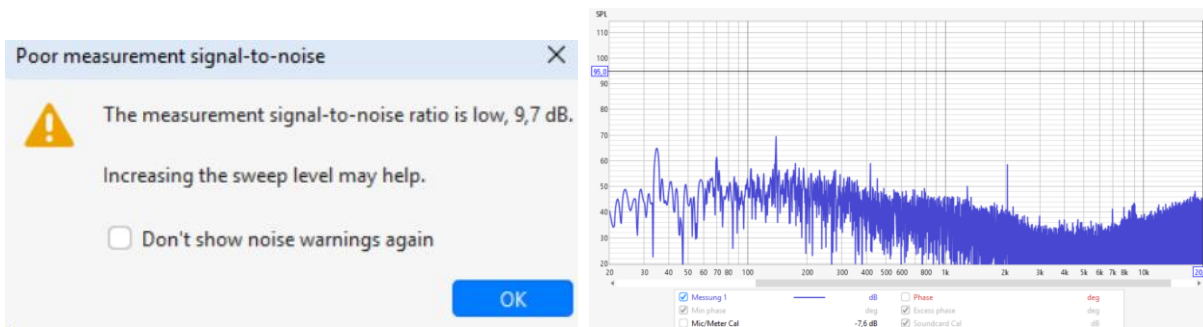 Poor measurement signal-to-noise
The measurement signal-to-noise ratio is low, 9,7 dB.
Increasing the sweep level may help.
Don't show noise warnings again
OK
SPL
110
100
95,0
90
80
70
60
50
40
30
20
20 30 40 50 60 70 80 100 200 300 400 500 600 800 1k 2k 3k 4k 5k 6k 7k 8k 10k 20
Messung 1 dB Phase deg
Min phase deg Excess phase deg
Mic/Meter Cal -7,6 dB Soundcard Cal dB